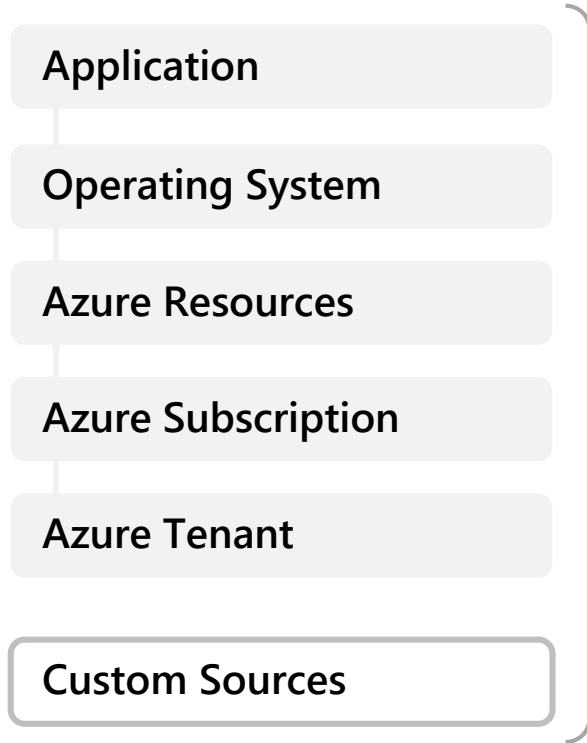 Application
Operating System
Azure Resources
Azure Subscription
Azure Tenant
Custom Sources